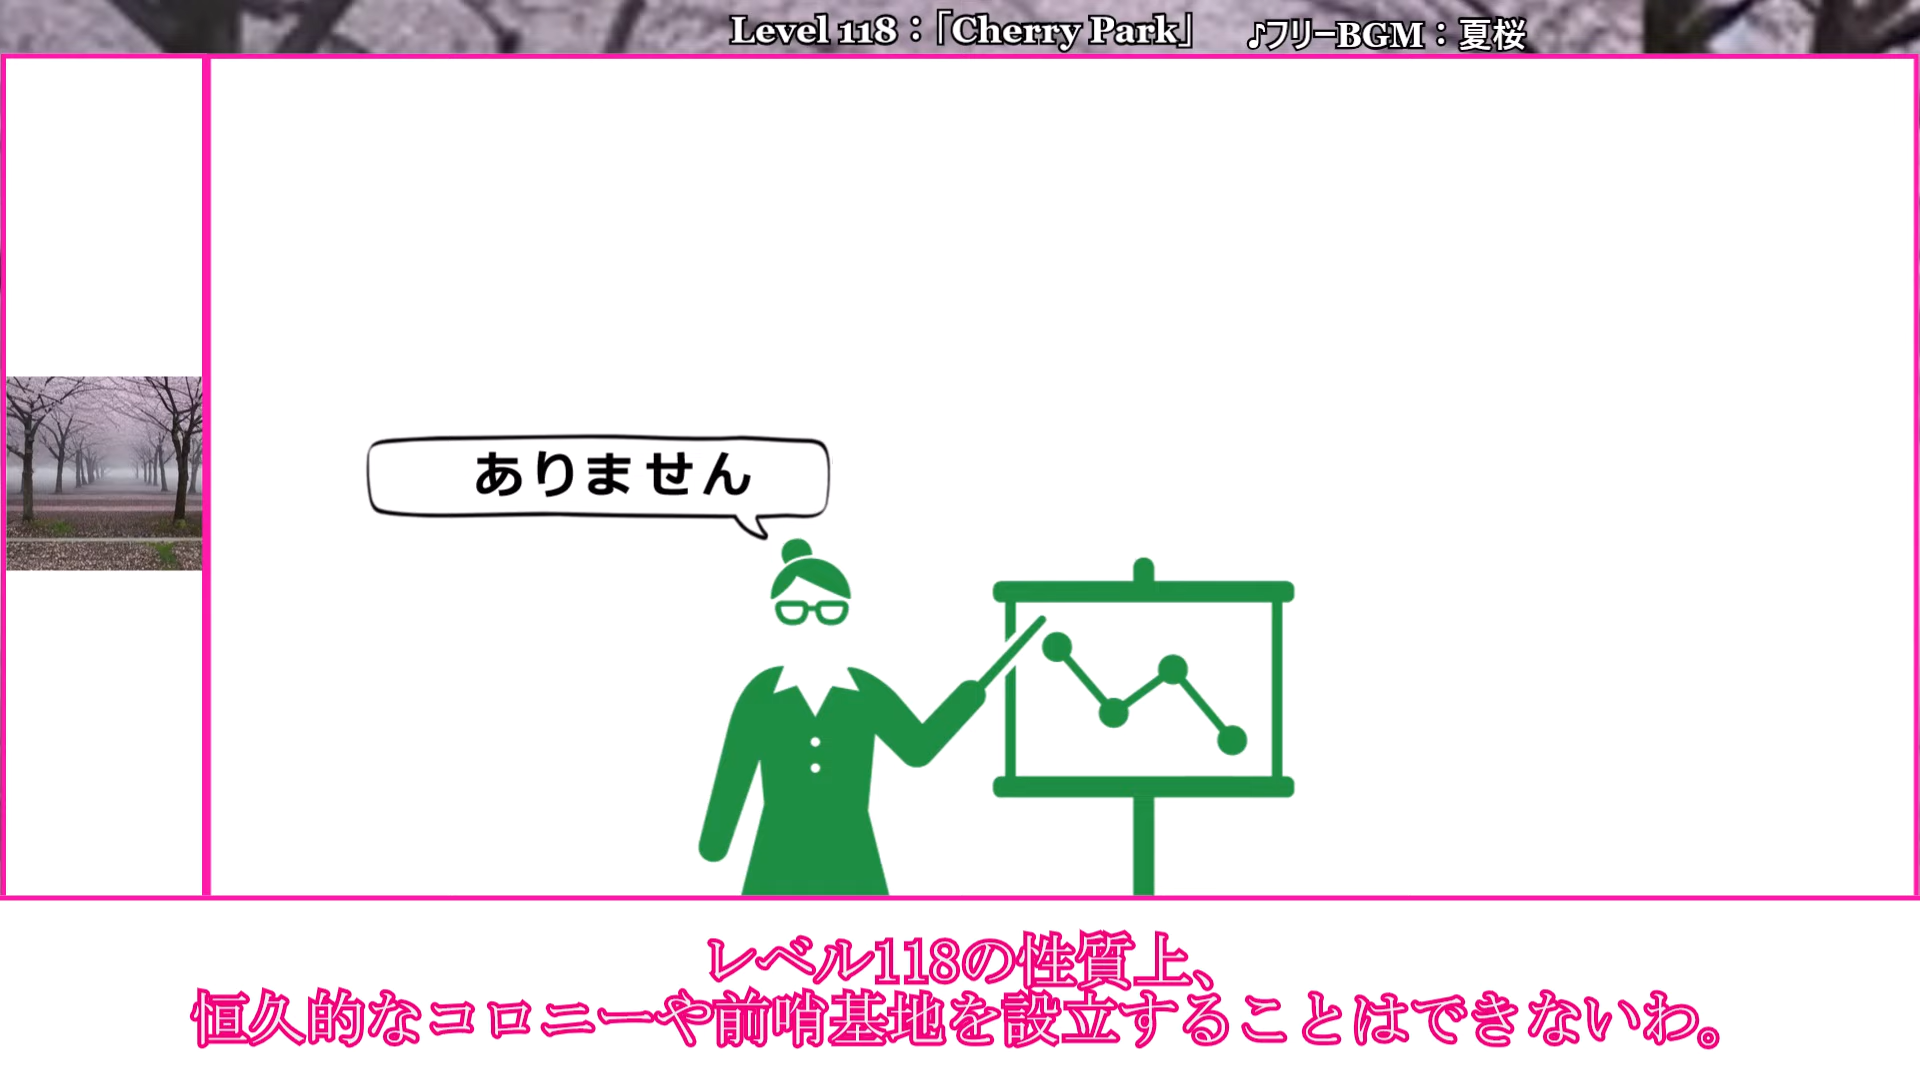 Level 118：「Cherry Park」 ♪フリーBGM：夏桜
ありません
レベル118の性質上、
恒久的なコロニーや前哨基地を設立することはできないわ。